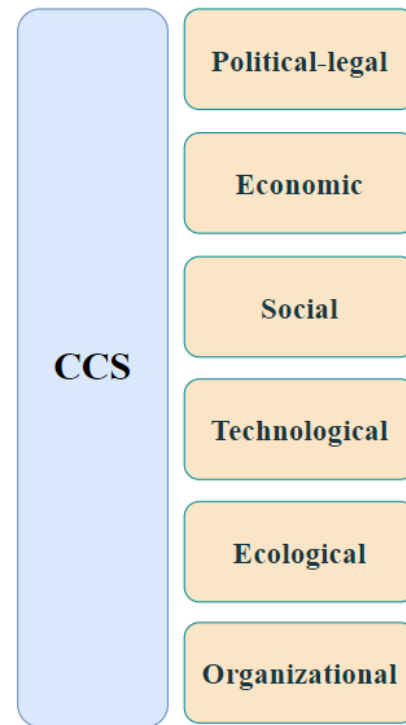 CCS
Political-legal
Economic
Social
Technological
Ecological
Organizational